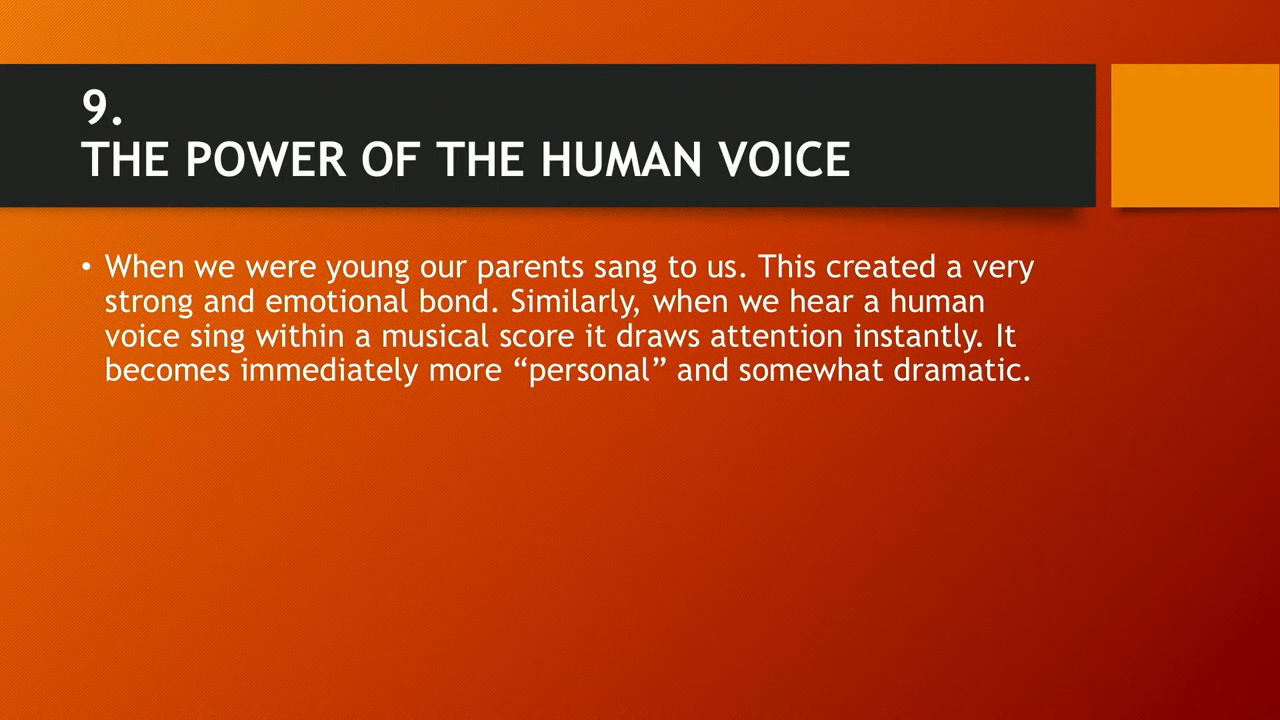 9.
THE POWER OF THE HUMAN VOICE
• When we were young our parents sang to us. This created a very
strong and emotional bond. Similarly, when we hear a human
voice sing within a musical score it draws attention instantly. It
becomes immediately more “personal” and somewhat dramatic.